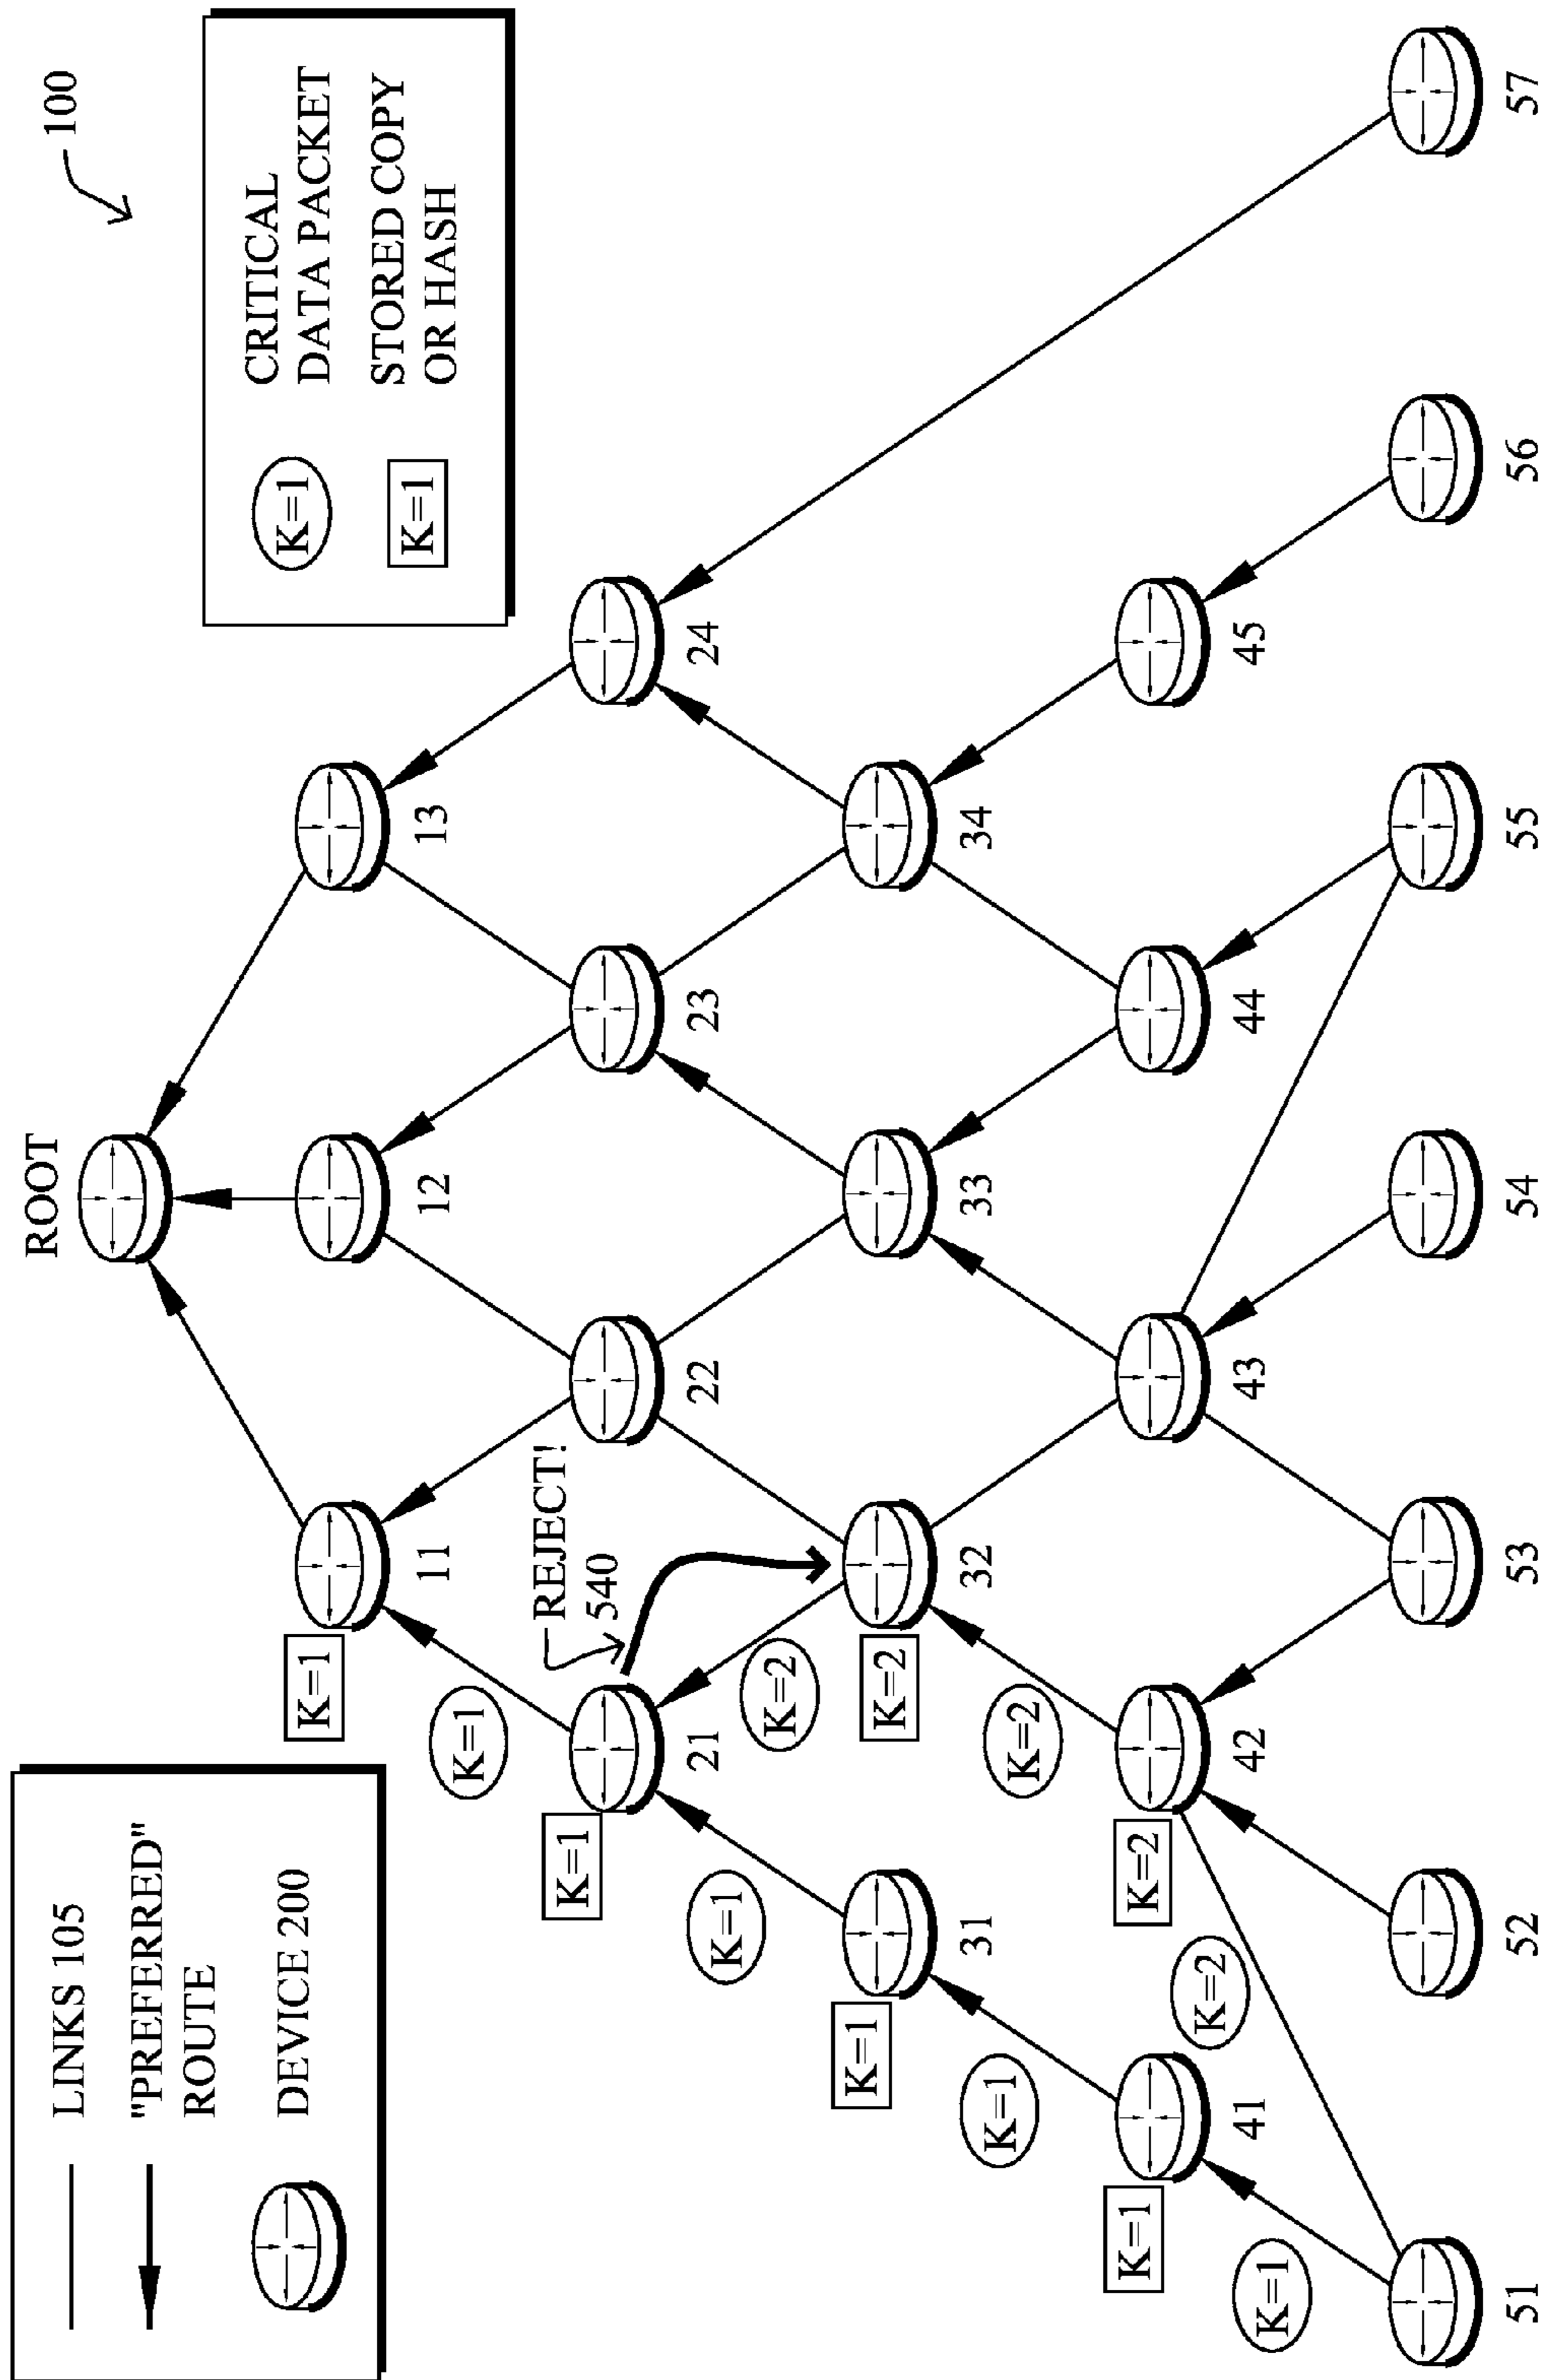 LINKS 105
"PREFERRED"
ROUTE
DEVICE 200
ROOT
100
K=1
CRITICAL
DATA PACKET
K=1
STORED COPY
OR HASH
K=1
11
12
13
K=1
REJECT!
540
K=1
21
22
23
24
K=1
K=2
K=1
31
K=2
32
33
34
K=1
K=2
K=1
41
K=2
42
43
44
45
K=1
K=2
51
52
53
54
55
56
57